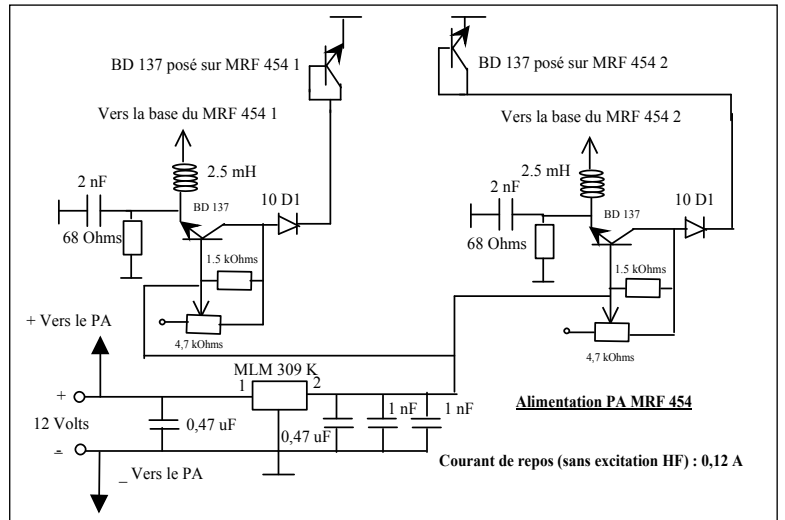 BD 137 posé sur MRF 454 1
BD 137 posé sur MRF 454 2
Vers la base du MRF 454 1
Vers la base du MRF 454 2
2.5 mH
2.5 mH
2 nF
2 nF
10 D1
10 D1
BD 137
BD 137
68 Ohms
68 Ohms
1.5 kOhms
1.5 kOhms
4,7 kOhms
4,7 kOhms
+ Vers le PA
MLM 309 K
1
2
+
12 Volts
-
0,47 uF
0,47 uF
1 nF
1 nF
_ Vers le PA
Alimentation PA MRF 454
Courant de repos (sans excitation HF) : 0,12 A